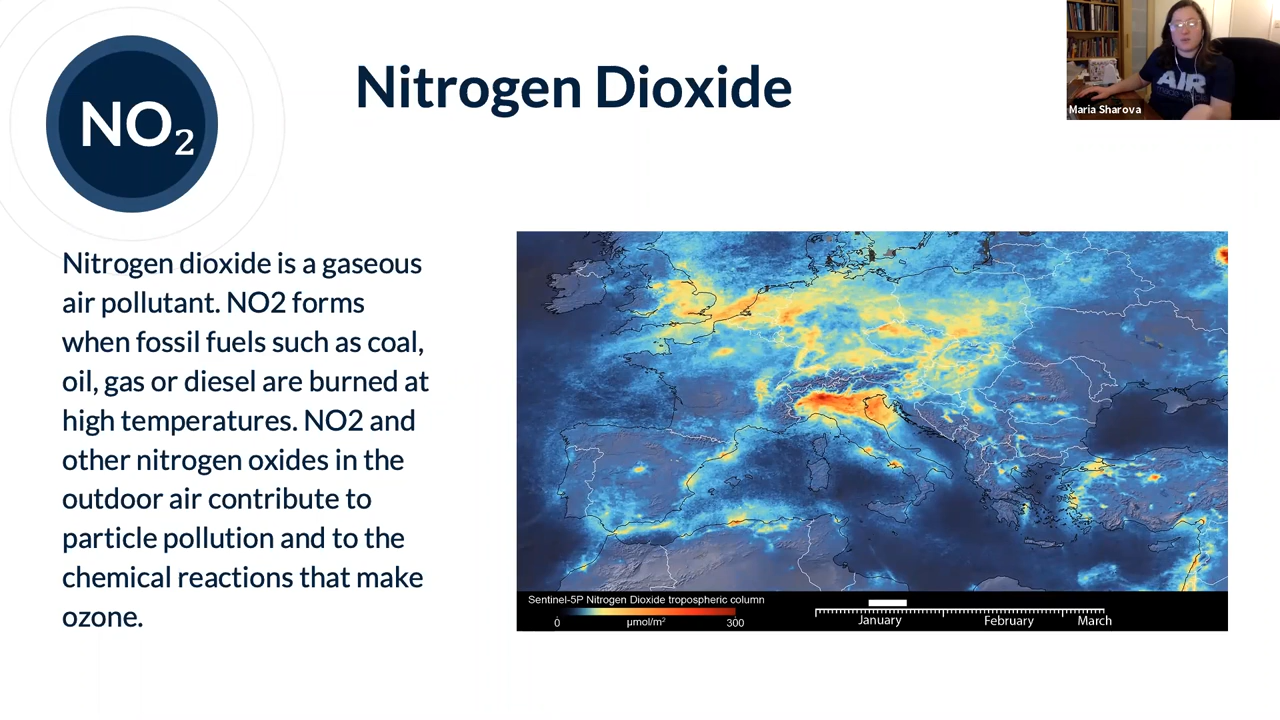 NO₂
Nitrogen Dioxide
AIR
Maria Sharova
Nitrogen dioxide is a gaseous
air pollutant. NO2 forms
when fossil fuels such as coal,
oil, gas or diesel are burned at
high temperatures. NO2 and
other nitrogen oxides in the
outdoor air contribute to
particle pollution and to the
chemical reactions that make
ozone.
Sentinel-5P Nitrogen Dioxide tropospheric column
0 µmol/m² 300
January February March